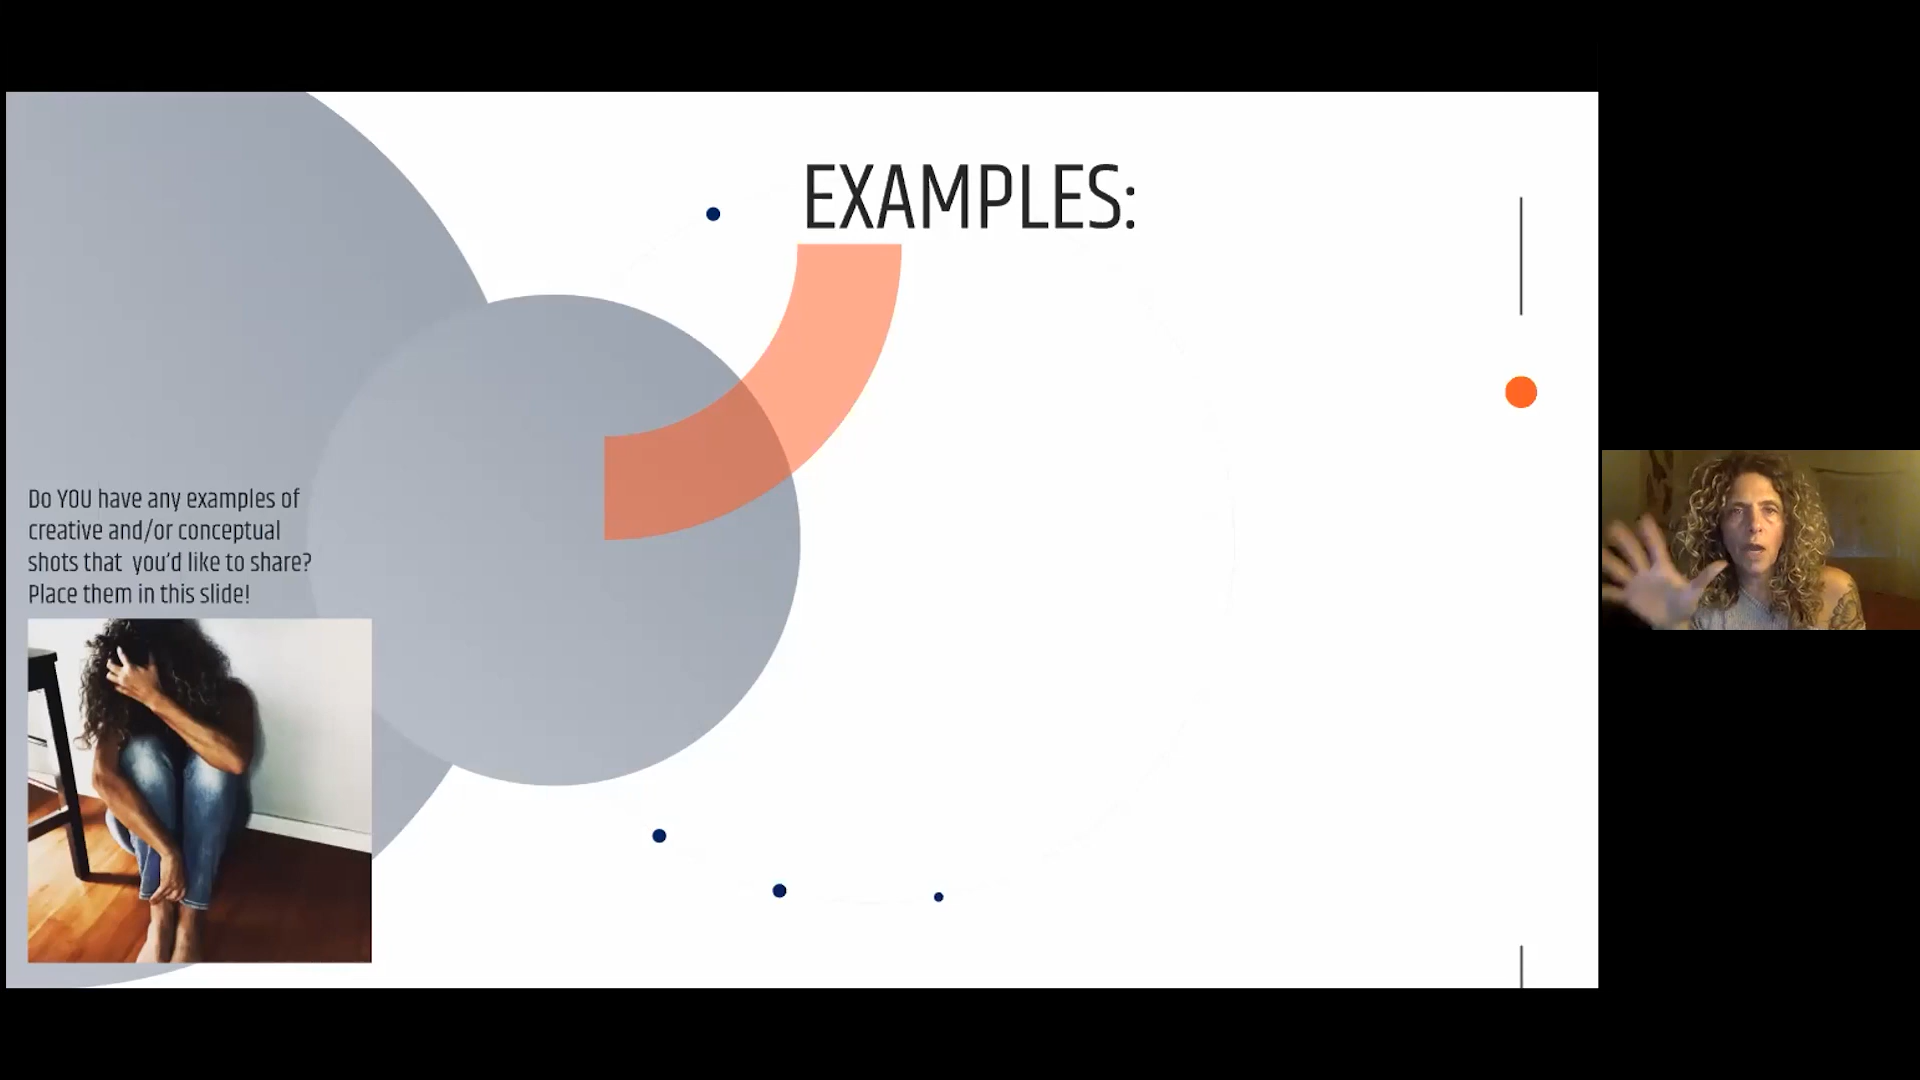 EXAMPLES:
Do YOU have any examples of
creative and/or conceptual
shots that  you'd like to share?
Place them in this slide!